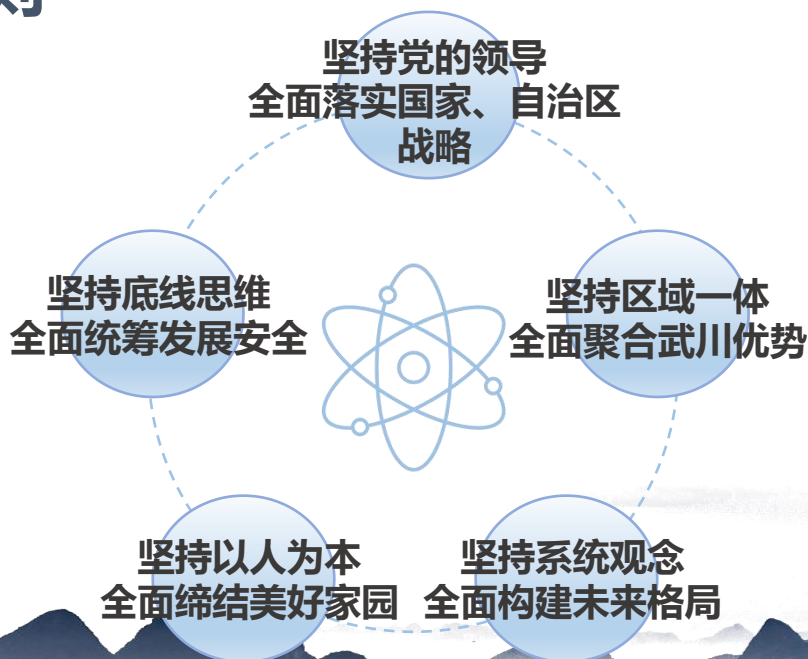 则
坚持党的领导
全面落实国家、自治区
战略
坚持底线思维
全面统筹发展安全
坚持区域一体
全面聚合武川优势
坚持以人为本
全面缔结美好家园
坚持系统观念
全面构建未来格局